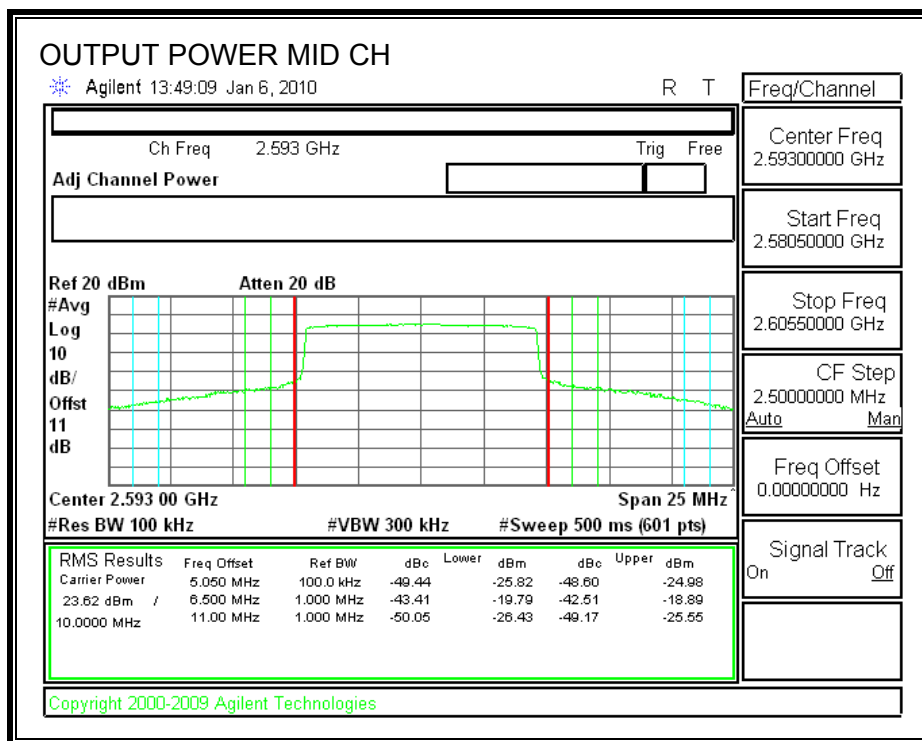 OUTPUT POWER MID CH
Agilent 13:49:09 Jan 6, 2010 R T
Freq/Channel
Ch Freq 2.593 GHz Trig Free
Adj Channel Power
Center Freq
2.59300000 GHz
Start Freq
2.58050000 GHz
Stop Freq
2.60550000 GHz
CF Step
2.50000000 MHz
Auto Man
Freq Offset
0.00000000 Hz
Signal Track
On Off
Ref 20 dBm Atten 20 dB
#Avg
Log
10
dB/
Offst
11
dB
Center 2.593 00 GHz Span 25 MHz^
#Res BW 100 kHz #VBW 300 kHz #Sweep 500 ms (601 pts)
RMS Results Freq Offset Ref BW dBc Lower dBm dBc Upper dBm
Carrier Power 5.050 MHz 100.0 kHz -49.44 -25.82 -48.60 -24.98
23.62 dBm / 6.500 MHz 1.000 MHz -43.41 -19.79 -42.51 -18.89
10.0000 MHz 11.00 MHz 1.000 MHz -50.05 -26.43 -49.17 -25.55
Copyright 2000-2009 Agilent Technologies